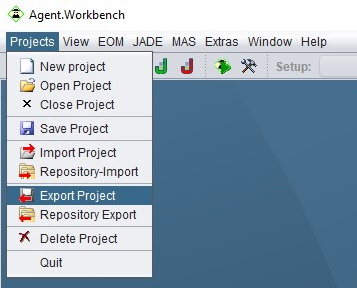 Agent.Workbench
Projects View EOM JADE MAS Extras Window Help
Setup:
New project
Open Project
Close Project
Save Project
Import Project
Repository-Import
Export Project
Repository Export
Delete Project
Quit